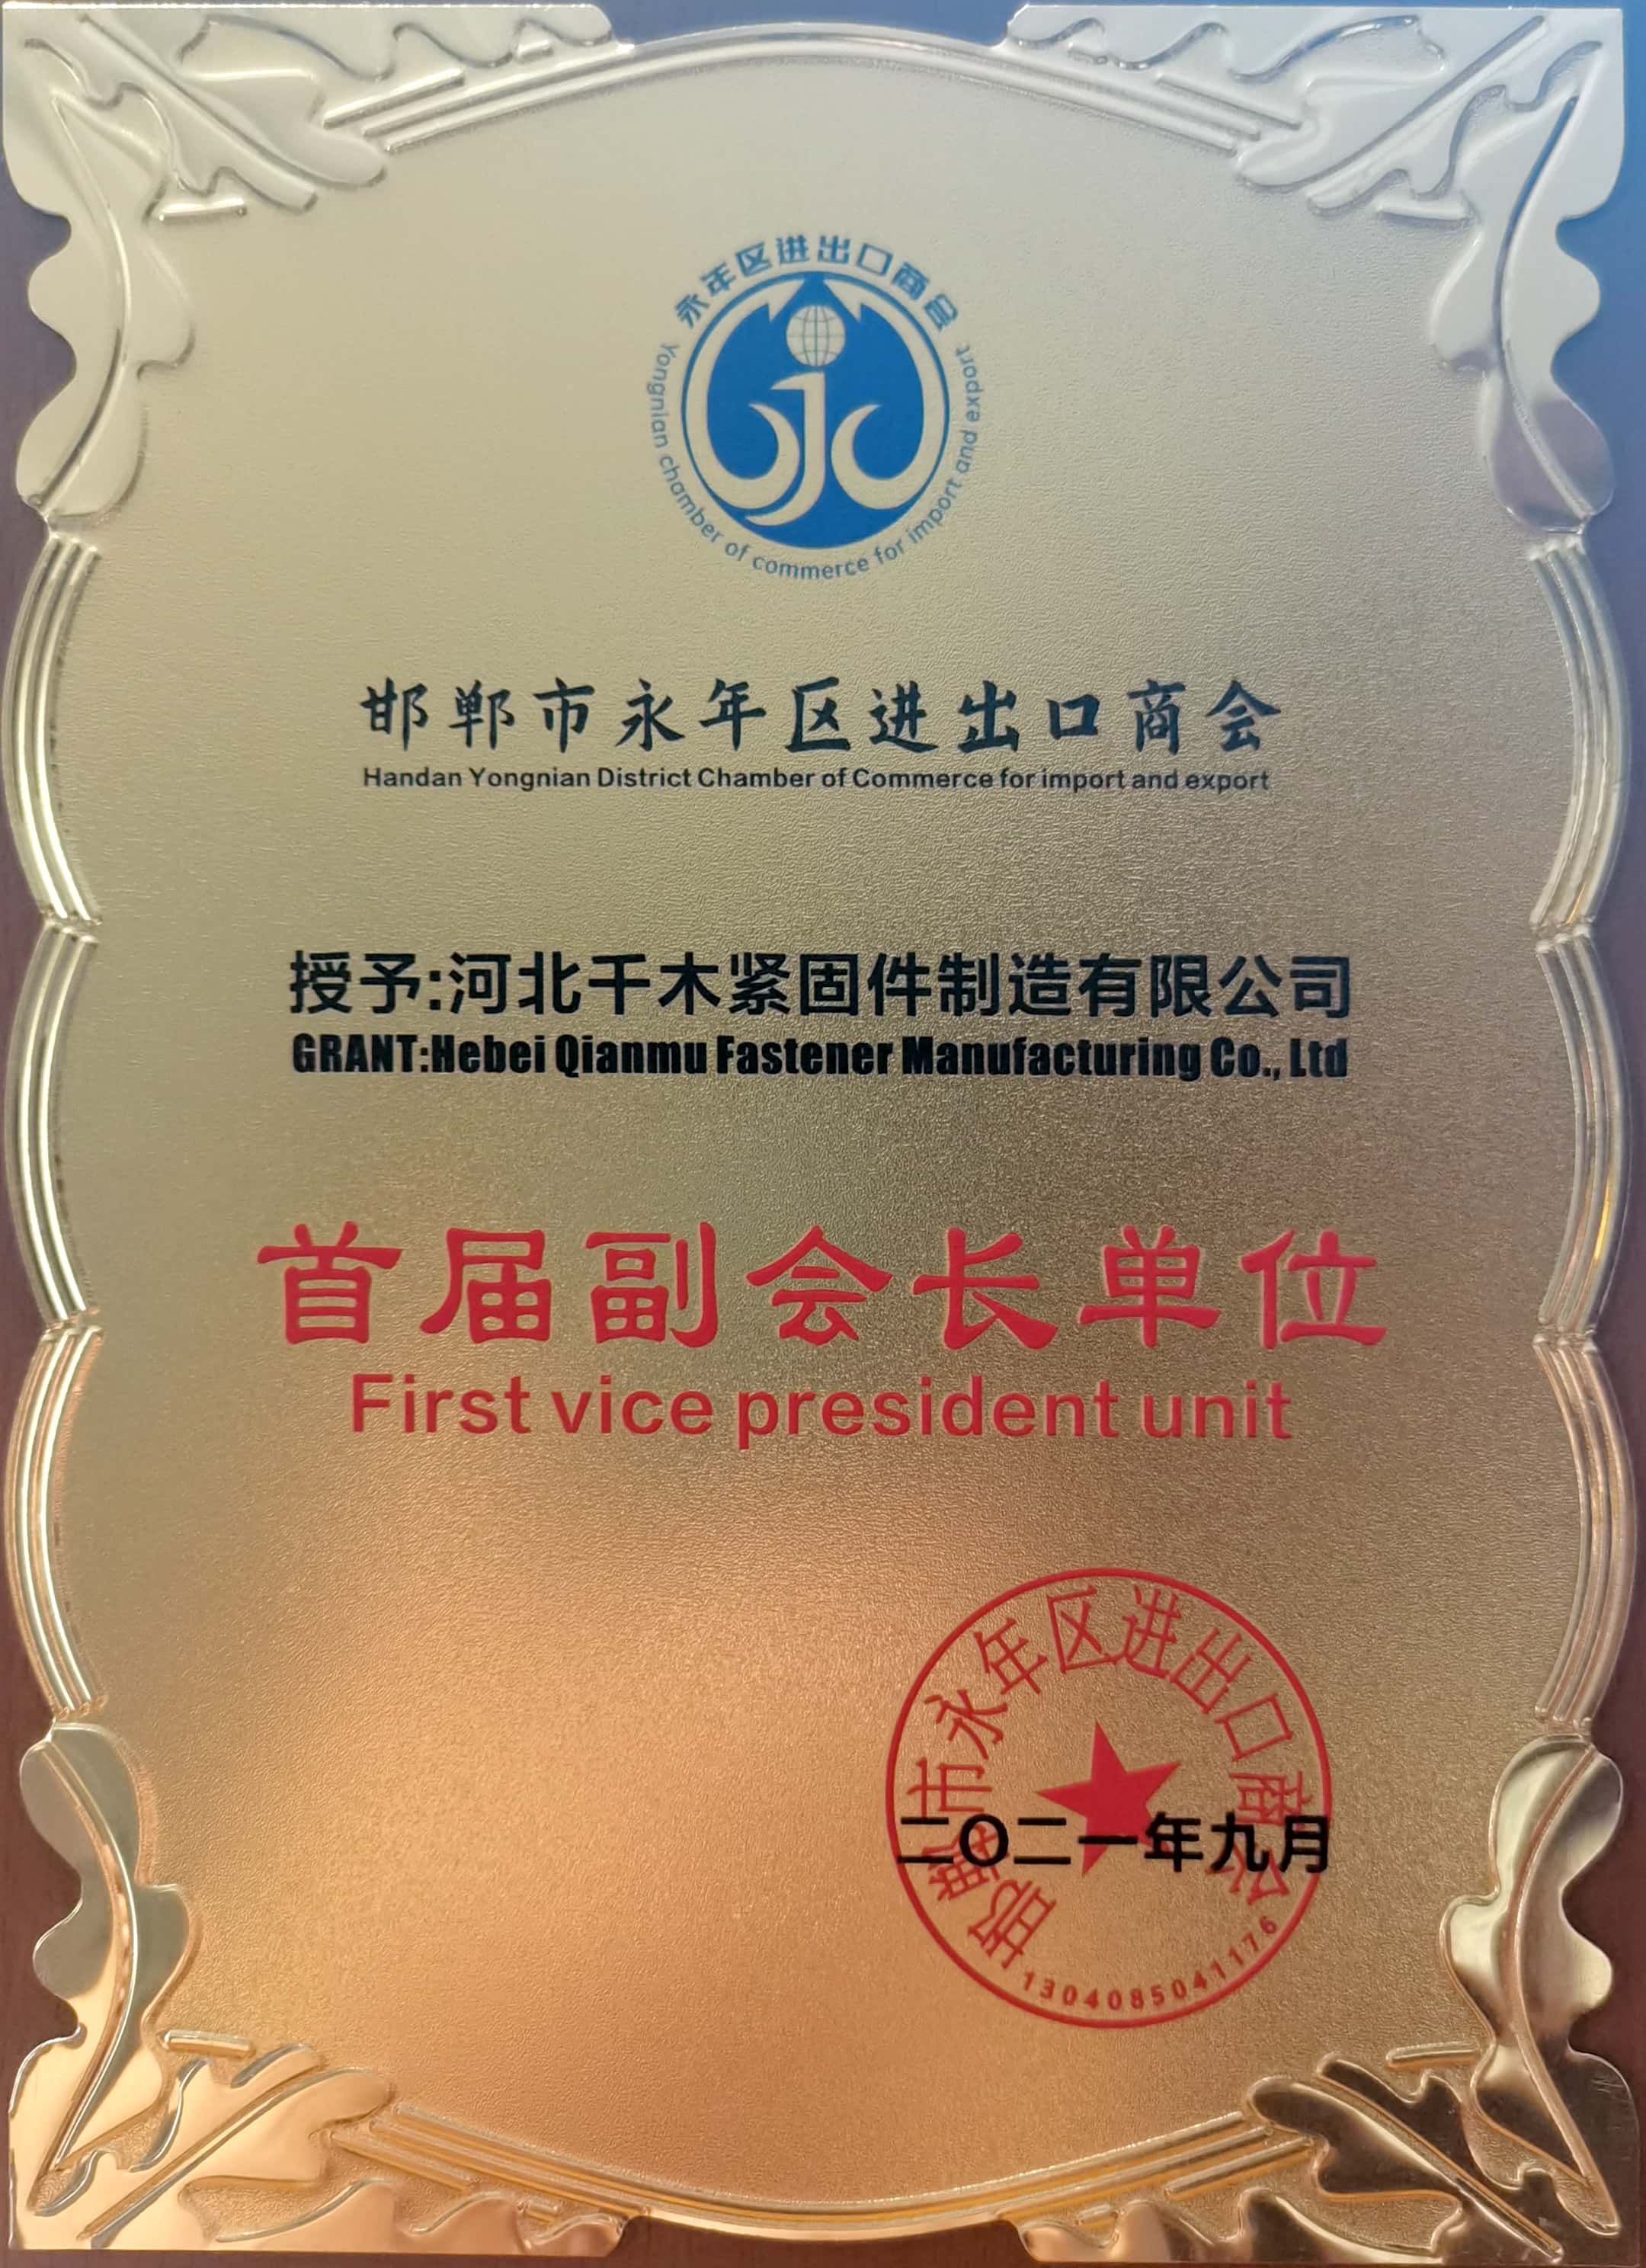 永年区进出口商会
Yongnian chamber of commerce for import and export
邯郸市永年区进出口商会
Handan Yongnian District Chamber of Commerce for import and export
授予:河北千木紧固件制造有限公司
GRANT:Hebei Qianmu Fastener Manufacturing Co., Ltd
首届副会长单位
First vice president unit
邯郸市永年区进出口商会
二〇二一年九月
1304085041176